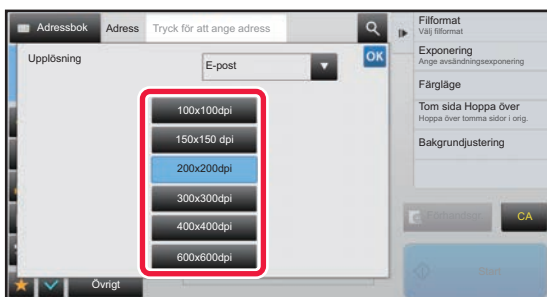 Adressbok
Adress
Tryck för att ange adress
Upplösning
E-post
OK
100x100dpi
150x150 dpi
200x200dpi
300x300dpi
400x400dpi
600x600dpi
Övrigt
Filformat
Välj filformat
Exponering
Ange avsändningsexponering
Färgläge
Tom sida Hoppa över
Hoppa över tomma sidor i orig.
Bakgrundjustering
CA
Start